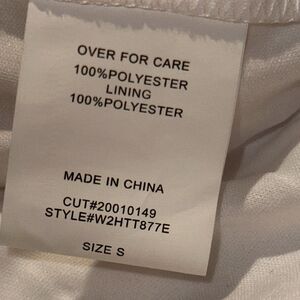 OVER FOR CARE
100%POLYESTER
LINING
100%POLYESTER
MADE IN CHINA
CUT#20010149
STYLE#W2HTT877E
SIZE S